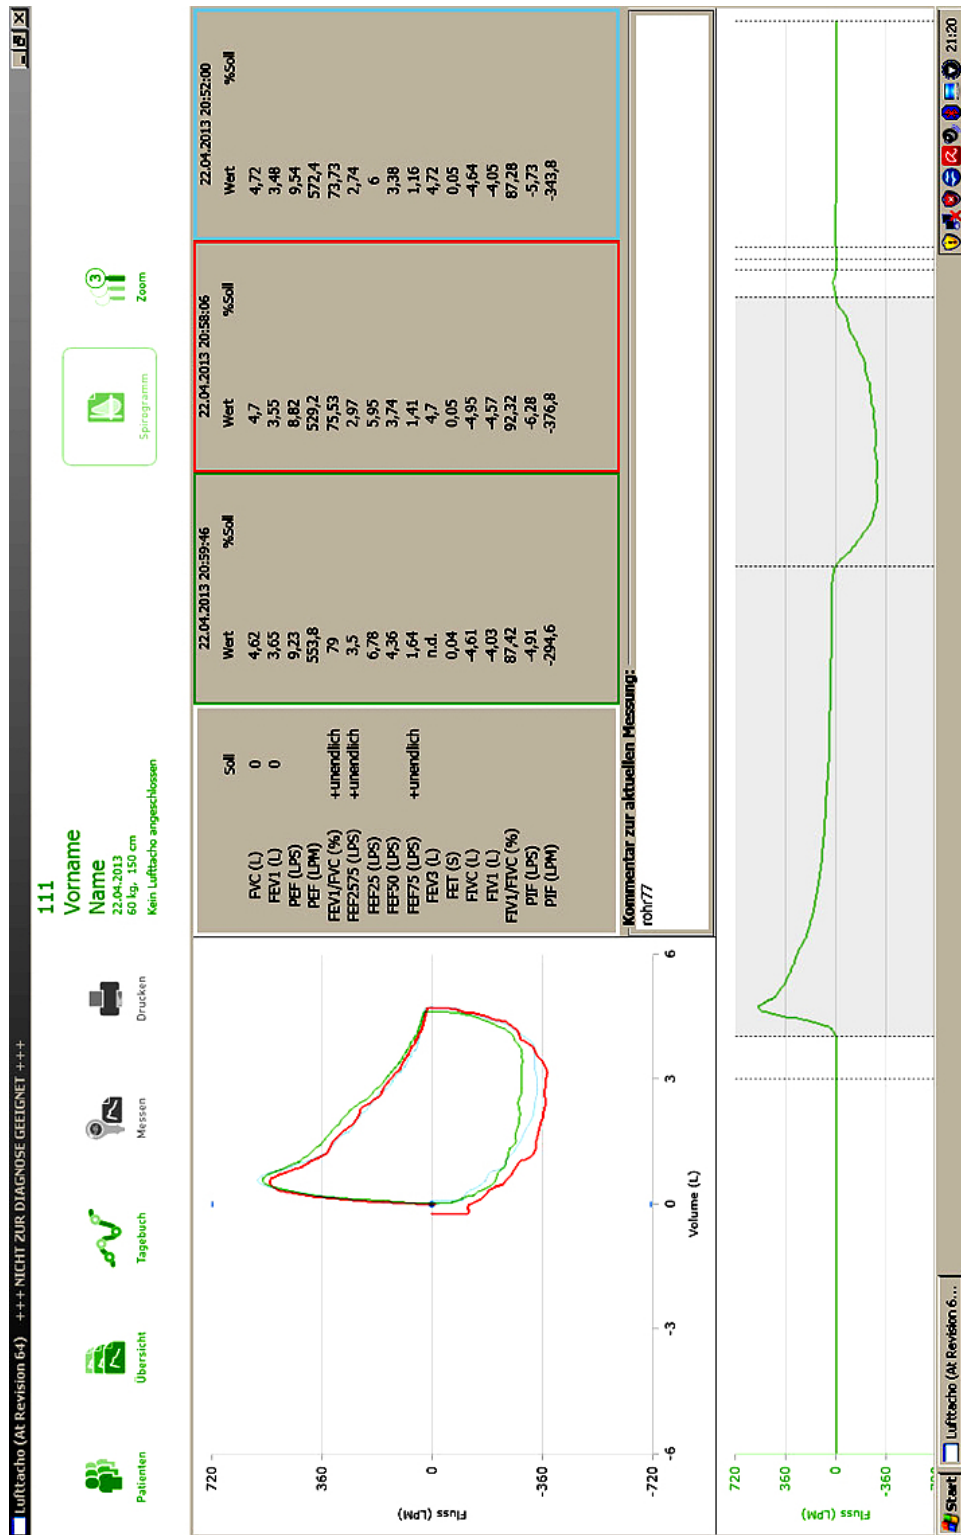 Lufttacho (At Revision 64) +++ NICHT ZUR DIAGNOSE GEEIGNET +++
Patienten
Übersicht
Tagebuch
Messen
Drucken
111
Vorname
Name
22.04.2013
60 kg, 150 cm
Kein Lufttacho angeschlossen
Spirogramm
3
Zoom
720
360
0
-360
-720
Fluss (LPM)
-6
-3
0
3
6
Volume (L)
Soll
22.04.2013 20:59:46
22.04.2013 20:58:06
22.04.2013 20:52:00
Wert %Soll Wert %Soll Wert %Soll
FVC (L) 0 4,62 4,7 4,72
FEV1 (L) 0 3,65 3,55 3,48
PEF (LPS) 9,23 8,82 9,54
PEF (LPM) 553,8 529,2 572,4
FEV1/FVC (%) +unendlich 79 75,53 73,73
FEF2575 (LPS) +unendlich 3,5 2,97 2,74
FEF25 (LPS) 6,78 5,95 6
FEF50 (LPS) 4,36 3,74 3,38
FEF75 (LPS) +unendlich 1,64 1,41 1,16
FEV3 (L) n.d. 4,7 4,72
FET (S) 0,04 0,05 0,05
FIVC (L) -4,61 -4,95 -4,64
FIV1 (L) -4,03 -4,57 -4,05
FIV1/FIVC (%) 87,42 92,32 87,28
PIF (LPS) -4,91 -6,28 -5,73
PIF (LPM) -294,6 -376,8 -343,8
Kommentar zur aktuellen Messung:
rohr77
720
360
0
-360
Fluss (LPM)
Start
Lufttacho (At Revision 6...
21:20